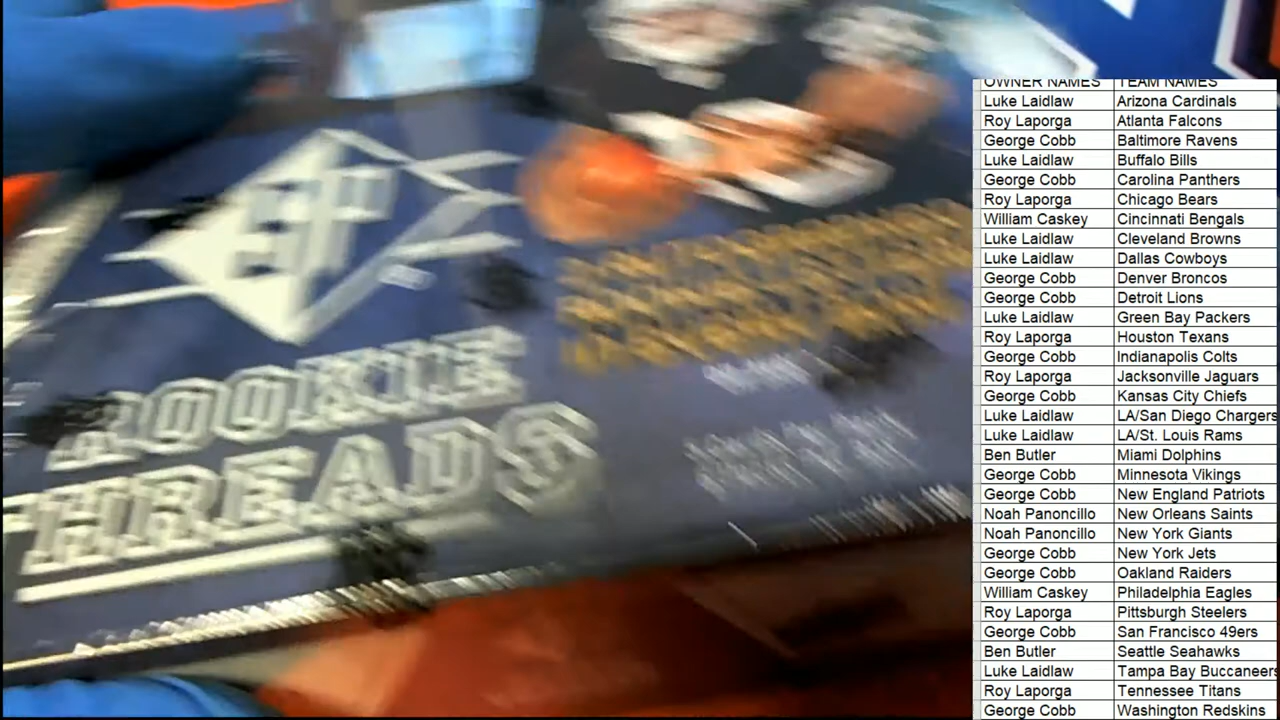 SP
ROOKIE
THREADS
OWNER NAMES TEAM NAMES
Luke Laidlaw Arizona Cardinals
Roy Laporga Atlanta Falcons
George Cobb Baltimore Ravens
Luke Laidlaw Buffalo Bills
George Cobb Carolina Panthers
Roy Laporga Chicago Bears
William Caskey Cincinnati Bengals
Luke Laidlaw Cleveland Browns
Luke Laidlaw Dallas Cowboys
George Cobb Denver Broncos
George Cobb Detroit Lions
Luke Laidlaw Green Bay Packers
Roy Laporga Houston Texans
George Cobb Indianapolis Colts
Roy Laporga Jacksonville Jaguars
George Cobb Kansas City Chiefs
Luke Laidlaw LA/San Diego Chargers
Luke Laidlaw LA/St. Louis Rams
Ben Butler Miami Dolphins
George Cobb Minnesota Vikings
George Cobb New England Patriots
Noah Panoncillo New Orleans Saints
Noah Panoncillo New York Giants
George Cobb New York Jets
George Cobb Oakland Raiders
William Caskey Philadelphia Eagles
Roy Laporga Pittsburgh Steelers
George Cobb San Francisco 49ers
Ben Butler Seattle Seahawks
Luke Laidlaw Tampa Bay Buccaneers
Roy Laporga Tennessee Titans
George Cobb Washington Redskins